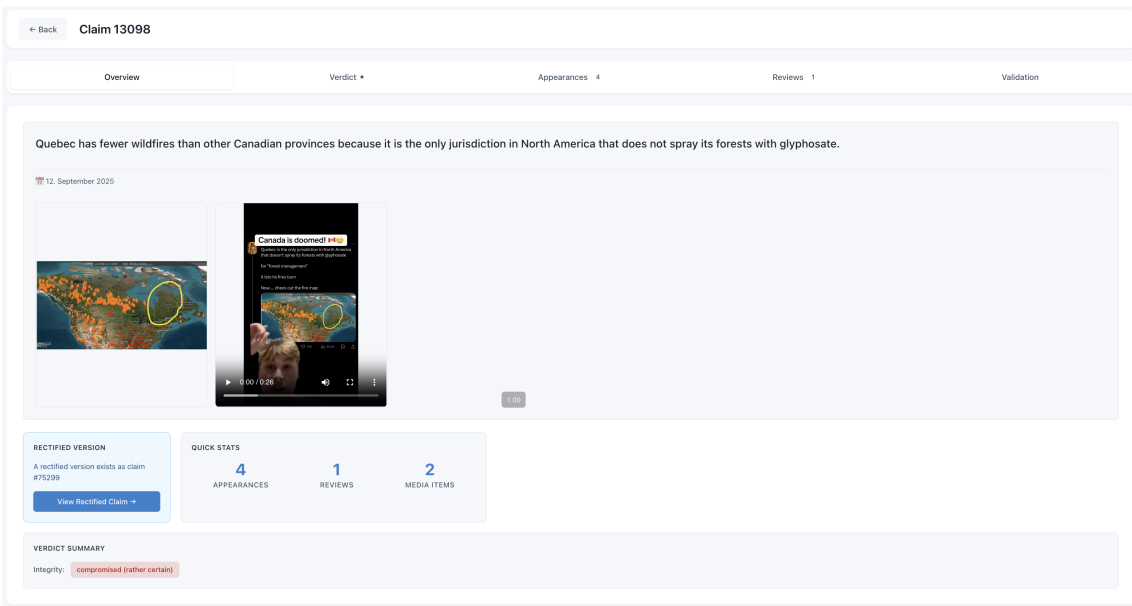 ← Back Claim 13098
Overview Verdict • Appearances 4 Reviews 1 Validation
Quebec has fewer wildfires than other Canadian provinces because it is the only jurisdiction in North America that does not spray its forests with glyphosate.
12. September 2025
Canada is doomed!
Quebec is the only jurisdiction in North America
that doesn't spray its forests with glyphosate
for "forest management"
It lets its fires burn
Now... check out the fire map:
0:00 / 0:26
1.00
RECTIFIED VERSION
A rectified version exists as claim
#75299
View Rectified Claim →
QUICK STATS
4 1 2
APPEARANCES REVIEWS MEDIA ITEMS
VERDICT SUMMARY
Integrity: compromised (rather certain)